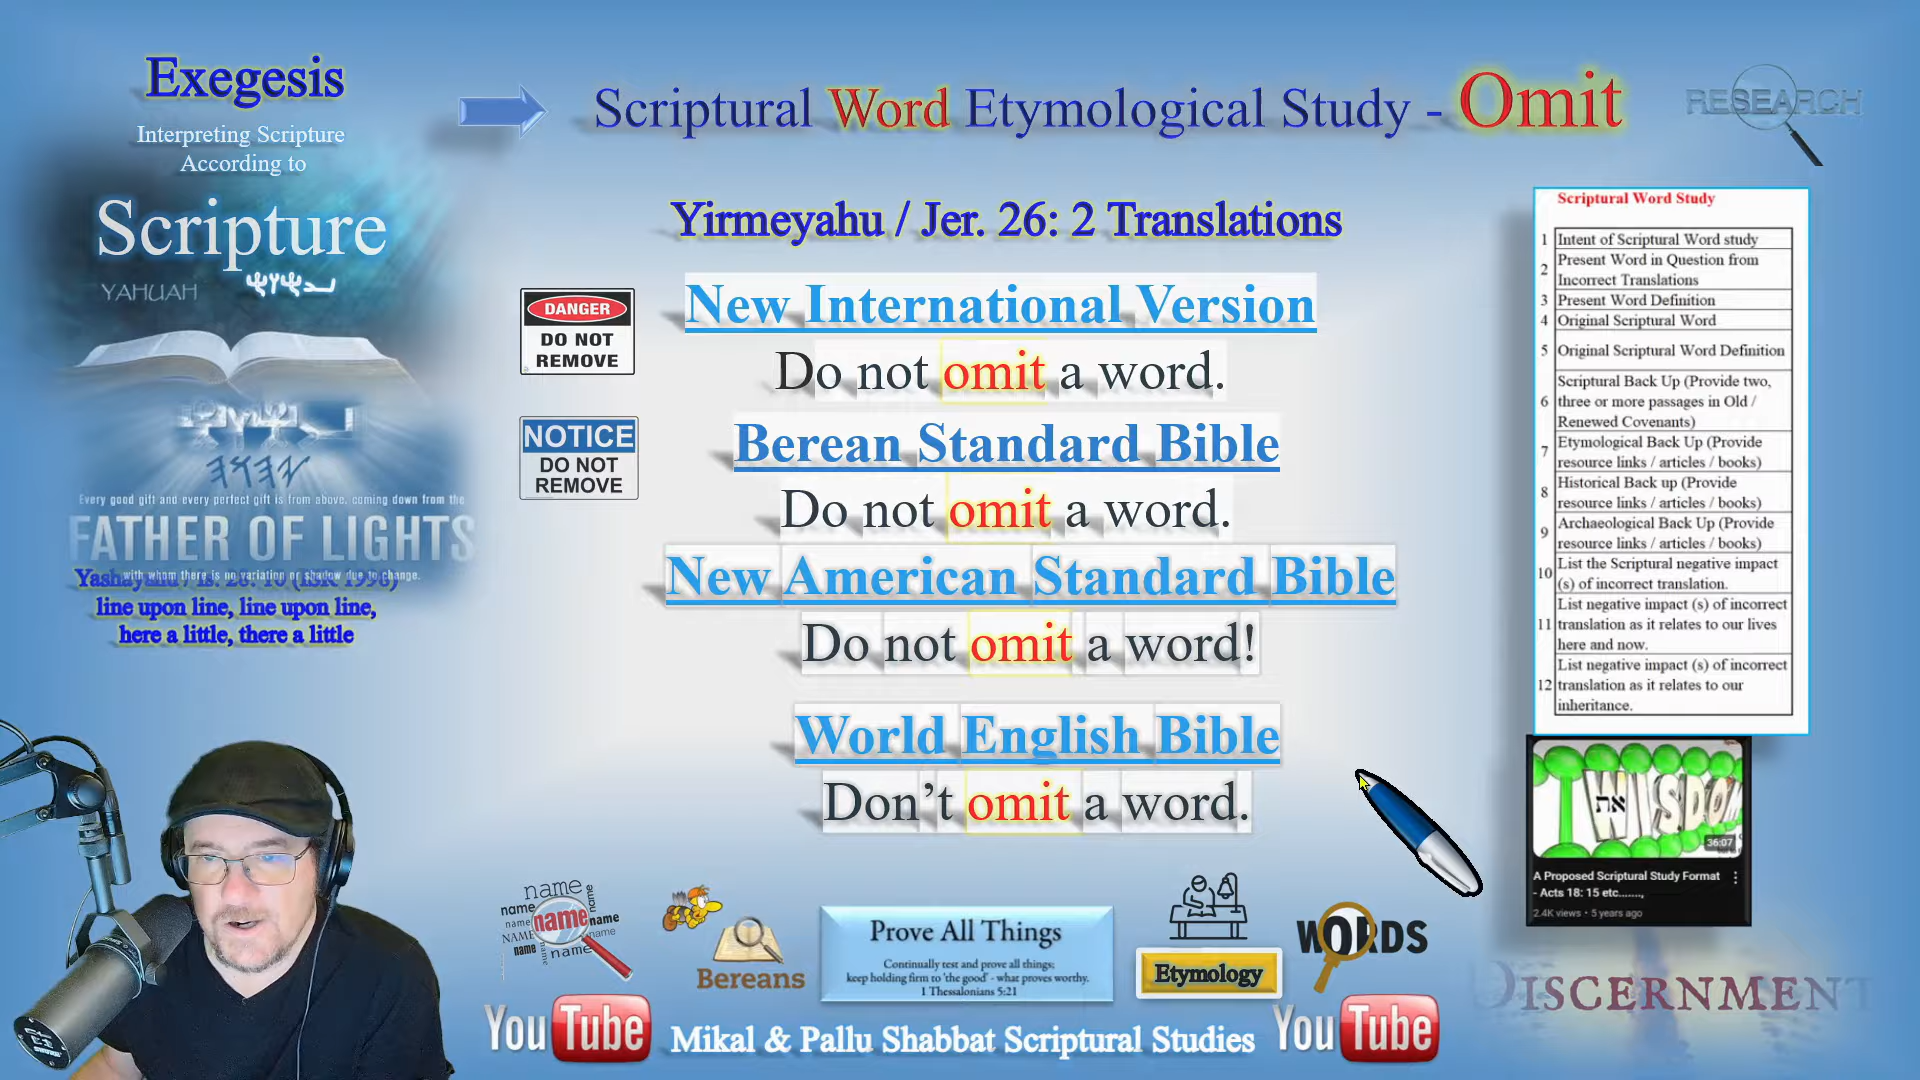 Exegesis
Interpreting Scripture
According to
Scripture
YAHUAH
Every good gift and every perfect gift is from above, coming down from the
FATHER OF LIGHTS
with whom there is no variation or shadow due to change.
line upon line, line upon line,
here a little, there a little
Scriptural Word Etymological Study - Omit
RESEARCH
Yirmeyahu / Jer. 26: 2 Translations
DANGER
DO NOT
REMOVE
NOTICE
DO NOT
REMOVE
New International Version
Do not omit a word.
Berean Standard Bible
Do not omit a word.
New American Standard Bible
Do not omit a word!
World English Bible
Don’t omit a word.
Scriptural Word Study
1 Intent of Scriptural Word study
2 Present Word in Question from
Incorrect Translations
3 Present Word Definition
4 Original Scriptural Word
5 Original Scriptural Word Definition
6 Scriptural Back Up (Provide two,
three or more passages in Old /
Renewed Covenants)
7 Etymological Back Up (Provide
resource links / articles / books)
8 Historical Back up (Provide
resource links / articles / books)
9 Archaeological Back Up (Provide
resource links / articles / books)
10 List the Scriptural negative impact
(s) of incorrect translation.
11 List negative impact (s) of incorrect
translation as it relates to our lives
here and now.
12 List negative impact (s) of incorrect
translation as it relates to our
inheritance.
WISDOM
את
36:07
A Proposed Scriptural Study Format
- Acts 18: 15 etc......,
2.4K views • 5 years ago
DISCERNMENT
name
name name
name name name
NAME name
name name
Bereans
Prove All Things
Continually test and prove all things;
keep holding firm to 'the good' - what proves worthy.
1 Thessalonians 5:21
Etymology
WORDS
YouTube
Mikal & Pallu Shabbat Scriptural Studies
YouTube